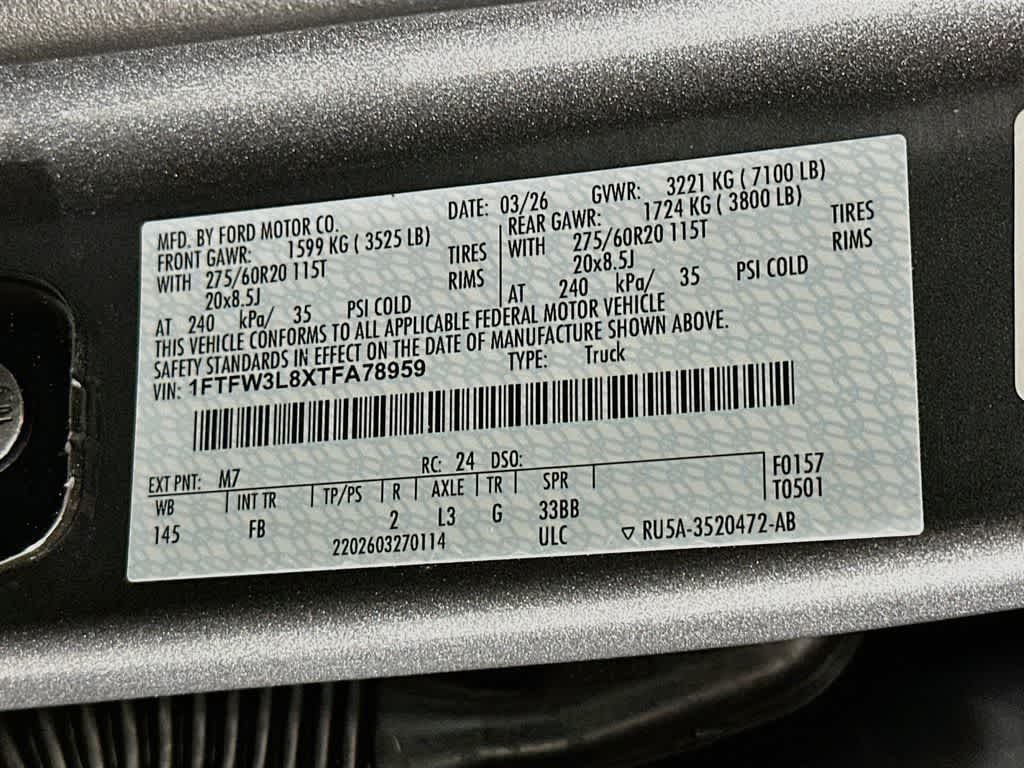 MFD. BY FORD MOTOR CO. DATE: 03/26 GVWR: 3221 KG ( 7100 LB)
FRONT GAWR: 1599 KG ( 3525 LB) REAR GAWR: 1724 KG ( 3800 LB)
WITH 275/60R20 115T TIRES WITH 275/60R20 115T TIRES
20x8.5J RIMS 20x8.5J RIMS
AT 240 kPa/ 35 PSI COLD AT 240 kPa/ 35 PSI COLD
THIS VEHICLE CONFORMS TO ALL APPLICABLE FEDERAL MOTOR VEHICLE
SAFETY STANDARDS IN EFFECT ON THE DATE OF MANUFACTURE SHOWN ABOVE.
VIN: 1FTFW3L8XTFA78959 TYPE: Truck
EXT PNT: M7 RC: 24 DSO: F0157
WB INT TR TP/PS R AXLE TR SPR T0501
145 FB 2 L3 G 33BB
2202603270114 ULC ▽ RU5A-3520472-AB